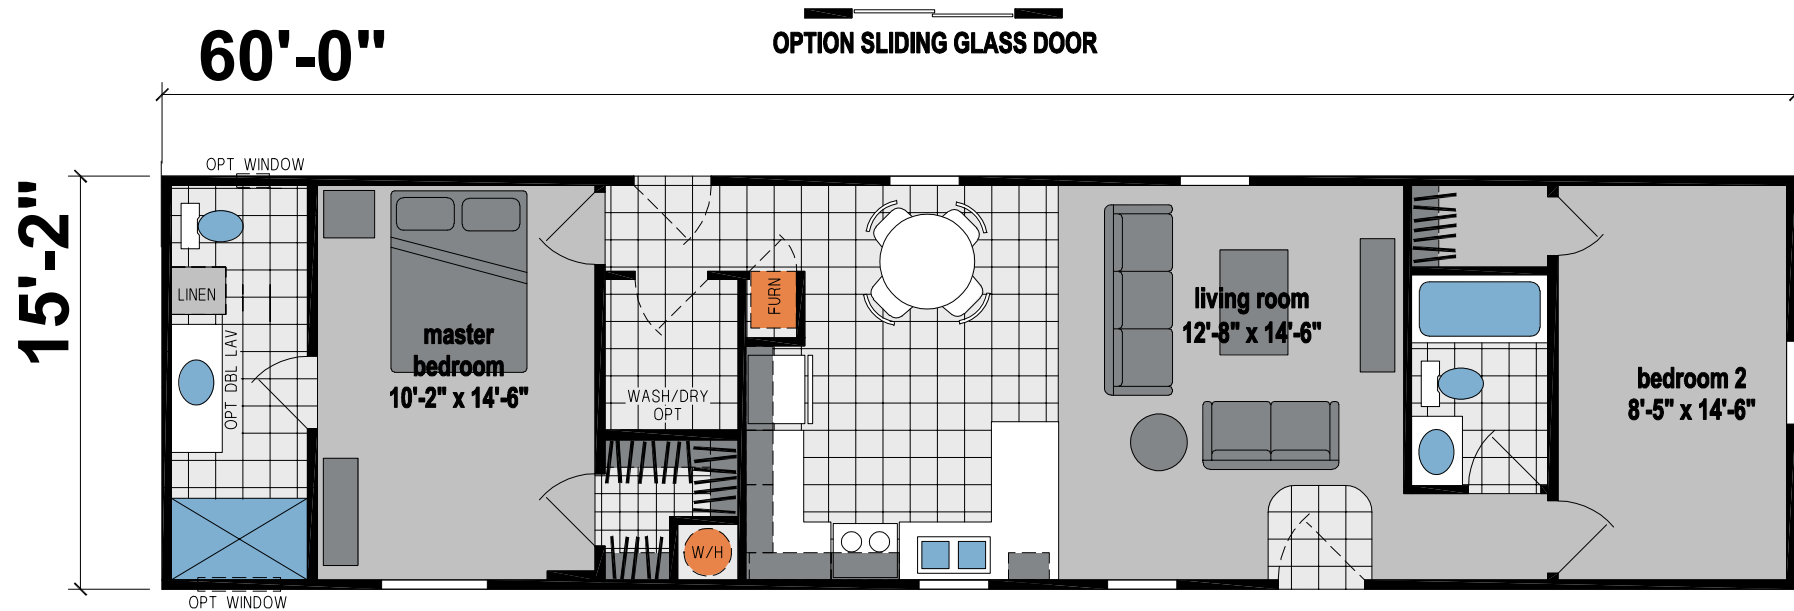 60'-0"
OPTION SLIDING GLASS DOOR
15'-2"
OPT WINDOW
LINEN
OPT DBL LAV
master
bedroom
10'-2" x 14'-6"
WASH/DRY
OPT
FURN
W/H
living room
12'-8" x 14'-6"
bedroom 2
8'-5" x 14'-6"
OPT WINDOW